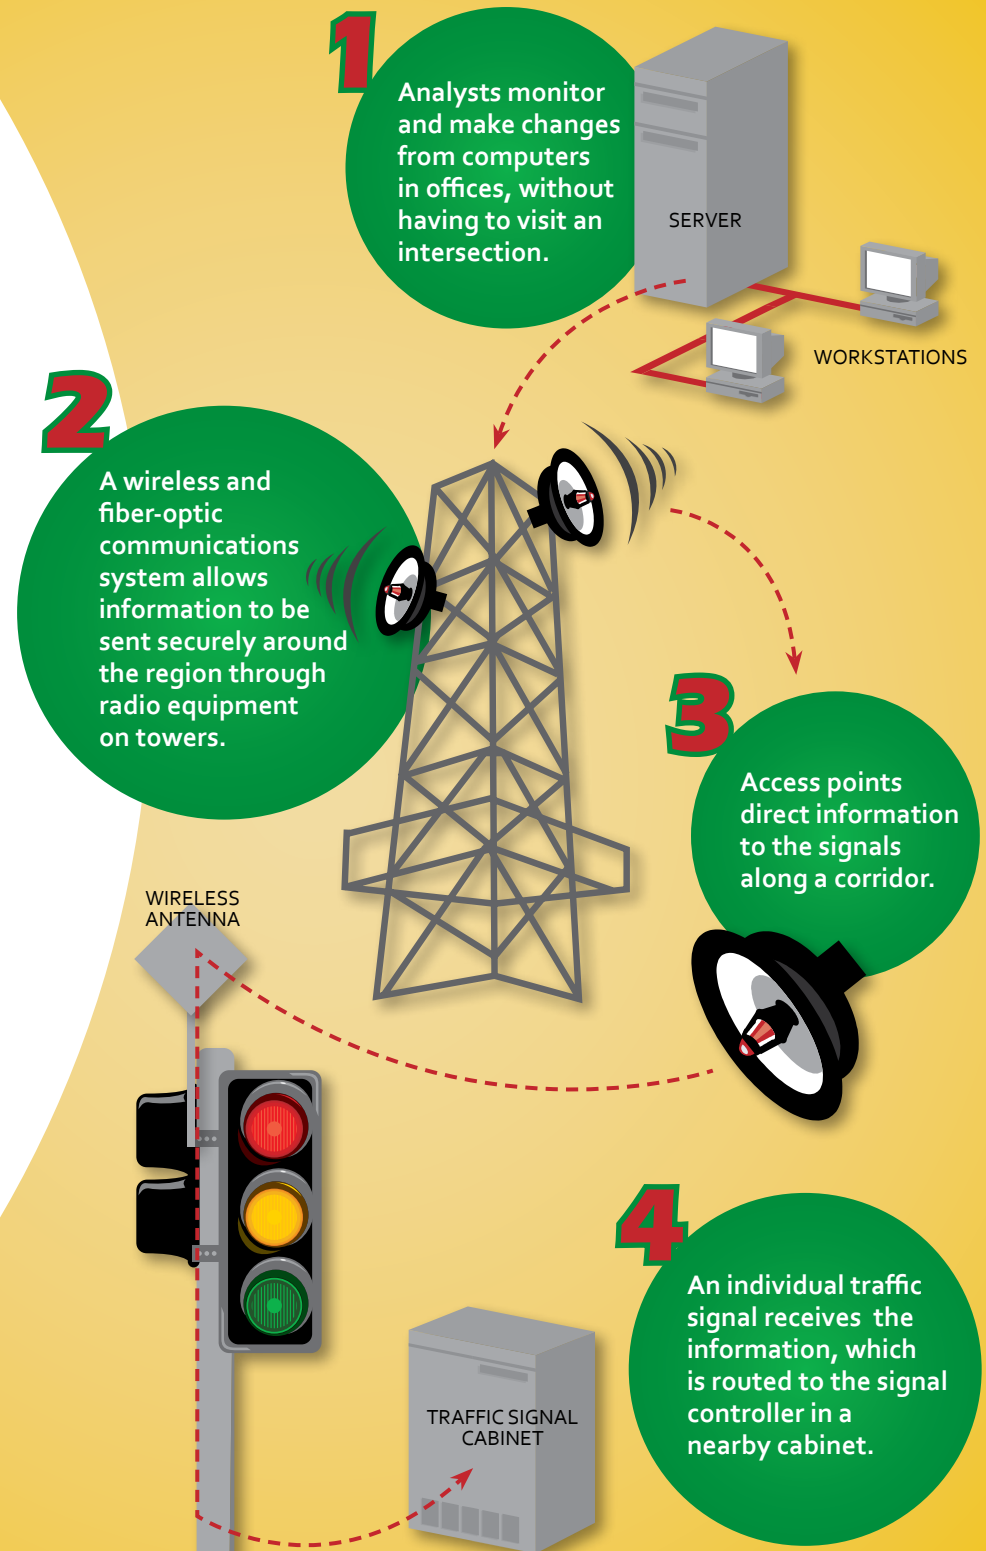 1
Analysts monitor
and make changes
from computers
in offices, without
having to visit an
intersection.
SERVER
WORKSTATIONS
2
A wireless and
fiber-optic
communications
system allows
information to be
sent securely around
the region through
radio equipment
on towers.
3
Access points
direct information
to the signals
along a corridor.
WIRELESS
ANTENNA
4
An individual traffic
signal receives the
information, which
is routed to the signal
controller in a
nearby cabinet.
TRAFFIC SIGNAL
CABINET